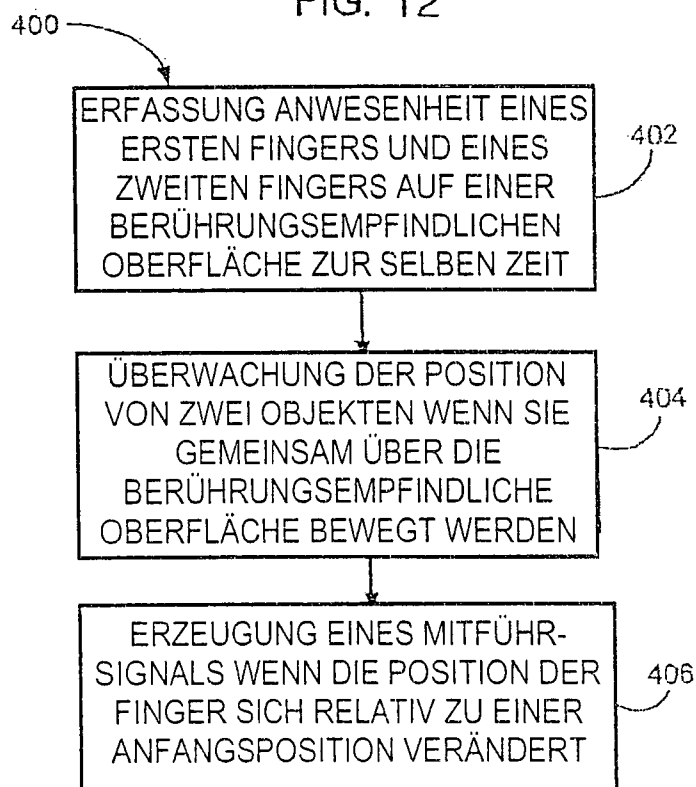 FIG. 12
400
ERFASSUNG ANWESENHEIT EINES
ERSTEN FINGERS UND EINES
ZWEITEN FINGERS AUF EINER
BERÜHRUNGSEMPFINDLICHEN
OBERFLÄCHE ZUR SELBEN ZEIT
402
ÜBERWACHUNG DER POSITION
VON ZWEI OBJEKTEN WENN SIE
GEMEINSAM ÜBER DIE
BERÜHRUNGSEMPFINDLICHE
OBERFLÄCHE BEWEGT WERDEN
404
ERZEUGUNG EINES MITFÜHR-
SIGNALS WENN DIE POSITION DER
FINGER SICH RELATIV ZU EINER
ANFANGSPOSITION VERÄNDERT
406